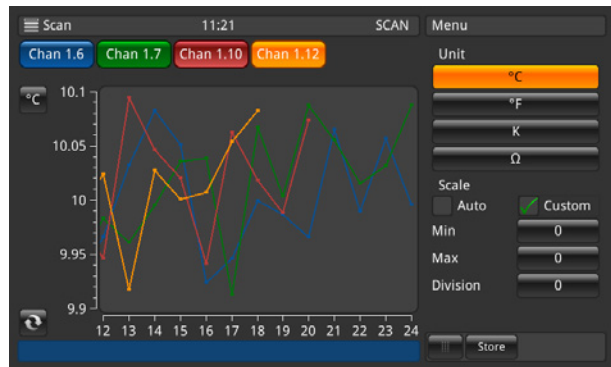 Scan 11:21 SCAN
Menu
Chan 1.6 Chan 1.7 Chan 1.10 Chan 1.12
Unit
°C
°F
K
Ω
Scale
Auto Custom
Min 0
Max 0
Division 0
Store
°C
10.1
10.05
10
9.95
9.9
12 13 14 15 16 17 18 19 20 21 22 23 24